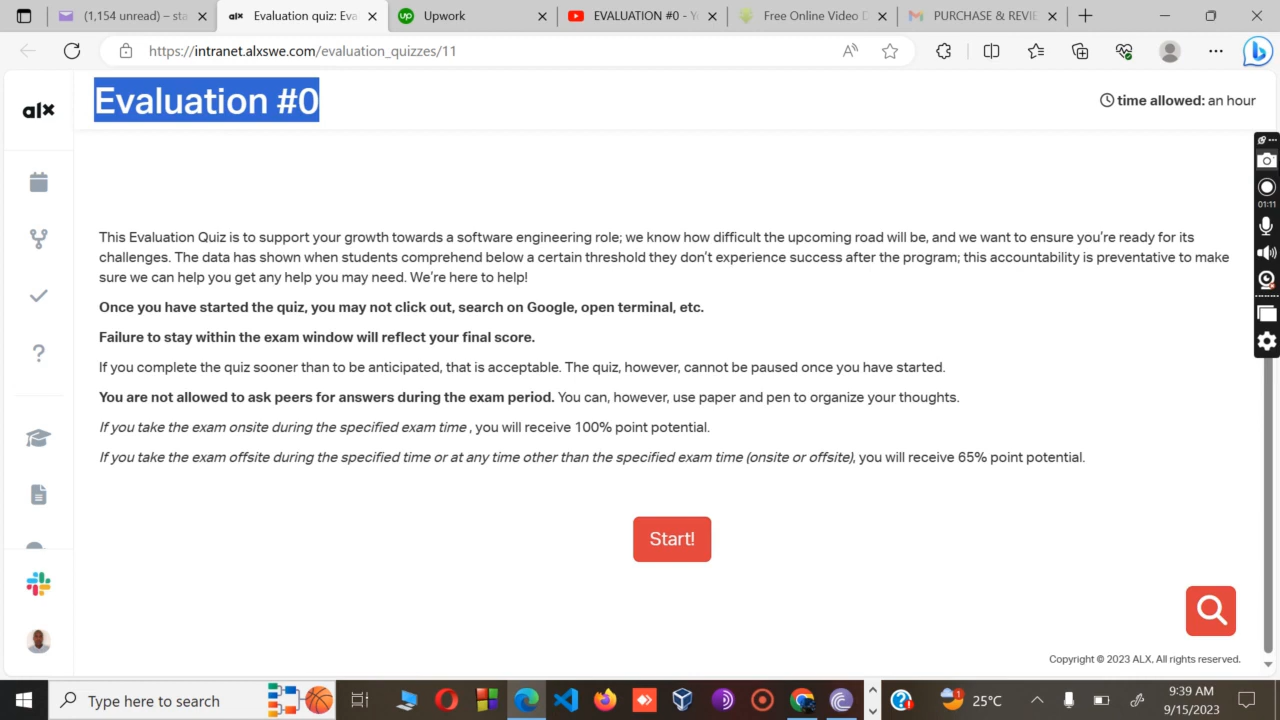 (1,154 unread) – sta
Evaluation quiz: Eva
Upwork
EVALUATION #0 - Y
Free Online Video D
PURCHASE & REVIE
https://intranet.alxswe.com/evaluation_quizzes/11
alx
Evaluation #0
time allowed: an hour
01:11
This Evaluation Quiz is to support your growth towards a software engineering role; we know how difficult the upcoming road will be, and we want to ensure you're ready for its
challenges. The data has shown when students comprehend below a certain threshold they don't experience success after the program; this accountability is preventative to make
sure we can help you get any help you may need. We're here to help!
Once you have started the quiz, you may not click out, search on Google, open terminal, etc.
Failure to stay within the exam window will reflect your final score.
If you complete the quiz sooner than to be anticipated, that is acceptable. The quiz, however, cannot be paused once you have started.
You are not allowed to ask peers for answers during the exam period. You can, however, use paper and pen to organize your thoughts.
If you take the exam onsite during the specified exam time , you will receive 100% point potential.
If you take the exam offsite during the specified time or at any time other than the specified exam time (onsite or offsite), you will receive 65% point potential.
Start!
Copyright © 2023 ALX. All rights reserved.
Type here to search
25°C
9:39 AM
9/15/2023